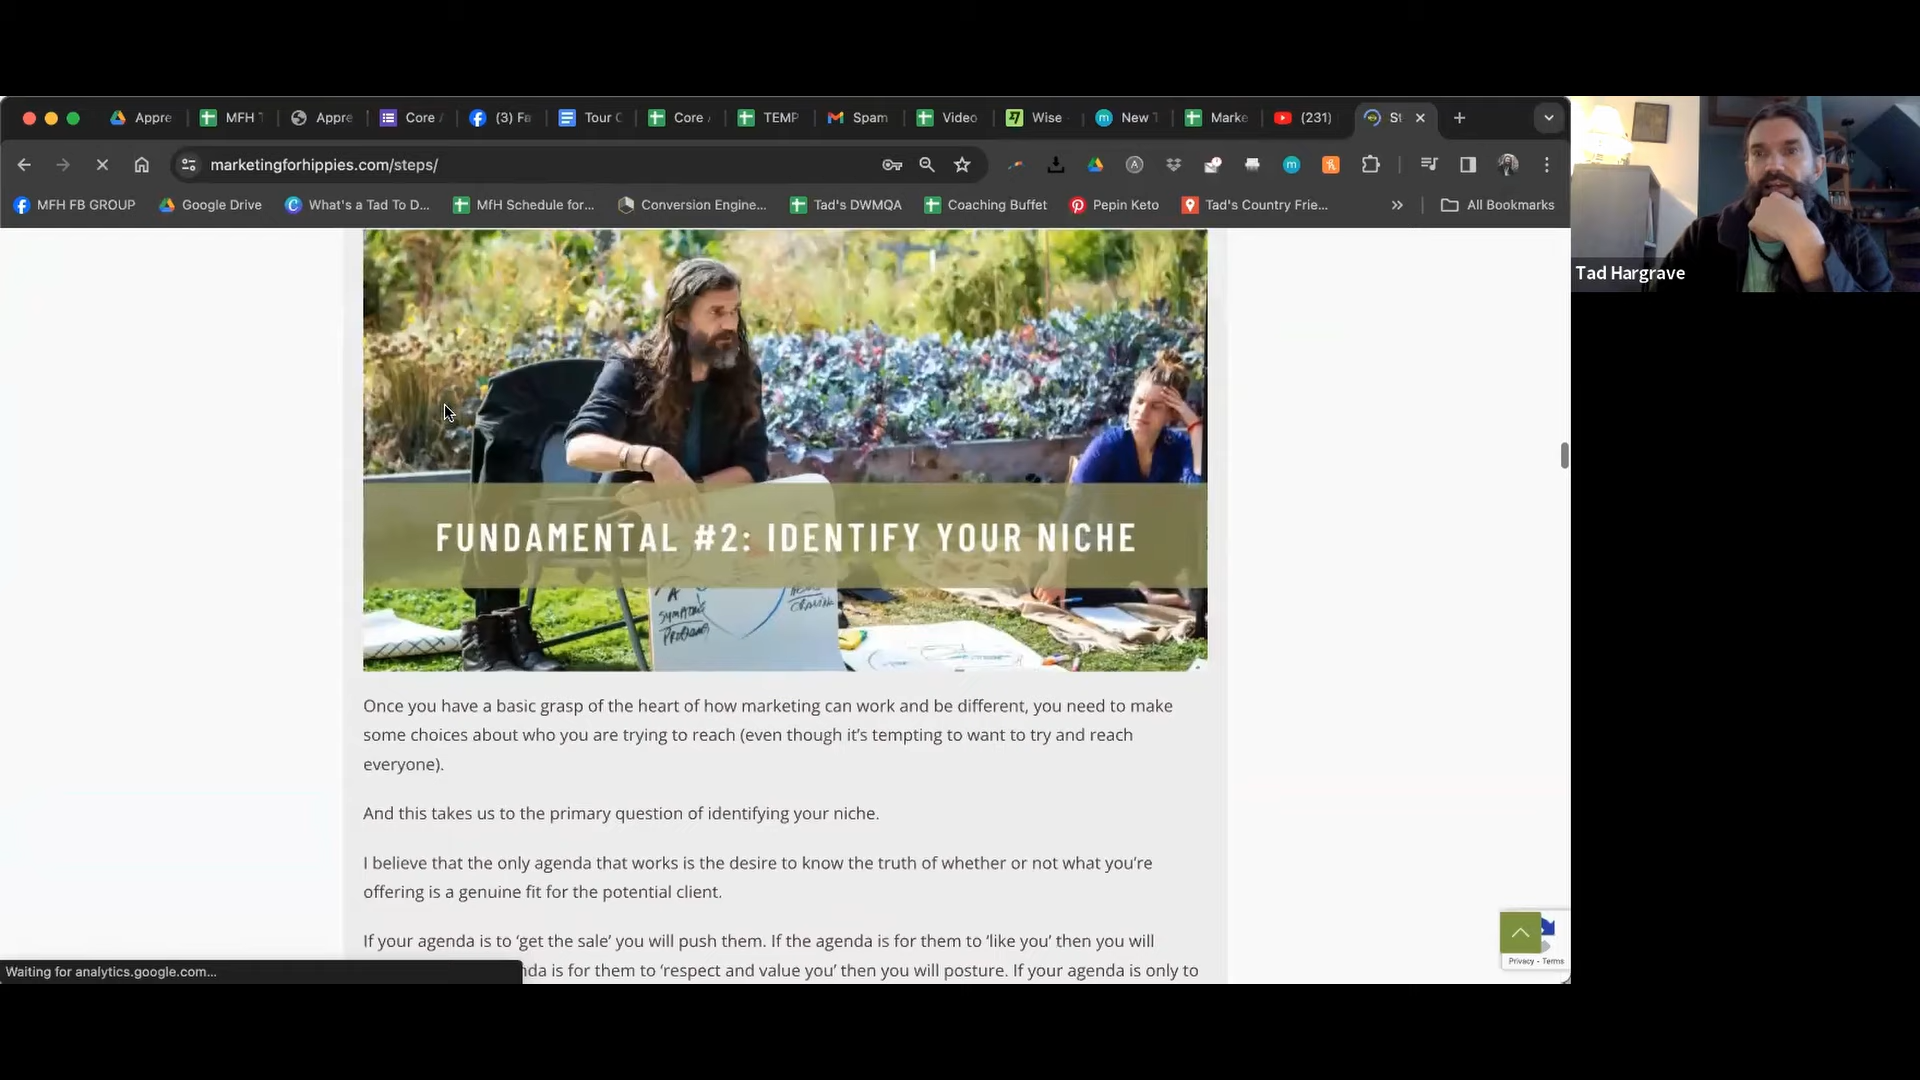 Appre
MFH T
Appre
Core
(3) Fa
Tour C
Core
TEMP
Spam
Video
Wise
New T
Marke
(231)
St
marketingforhippies.com/steps/
MFH FB GROUP
Google Drive
What's a Tad To D...
MfH Schedule for...
Conversion Engine...
Tad's DWMQA
Coaching Buffet
Pepin Keto
Tad's Country Frie...
All Bookmarks
Tad Hargrave
FUNDAMENTAL #2: IDENTIFY YOUR NICHE
A
SYMPTOMS
PROBLEMS
CRAVING
Once you have a basic grasp of the heart of how marketing can work and be different, you need to make
some choices about who you are trying to reach (even though it’s tempting to want to try and reach
everyone).
And this takes us to the primary question of identifying your niche.
I believe that the only agenda that works is the desire to know the truth of whether or not what you’re
offering is a genuine fit for the potential client.
If your agenda is to ‘get the sale’ you will push them. If the agenda is for them to ‘like you’ then you will
nda is for them to ‘respect and value you’ then you will posture. If your agenda is only to
Waiting for analytics.google.com...
Privacy - Terms